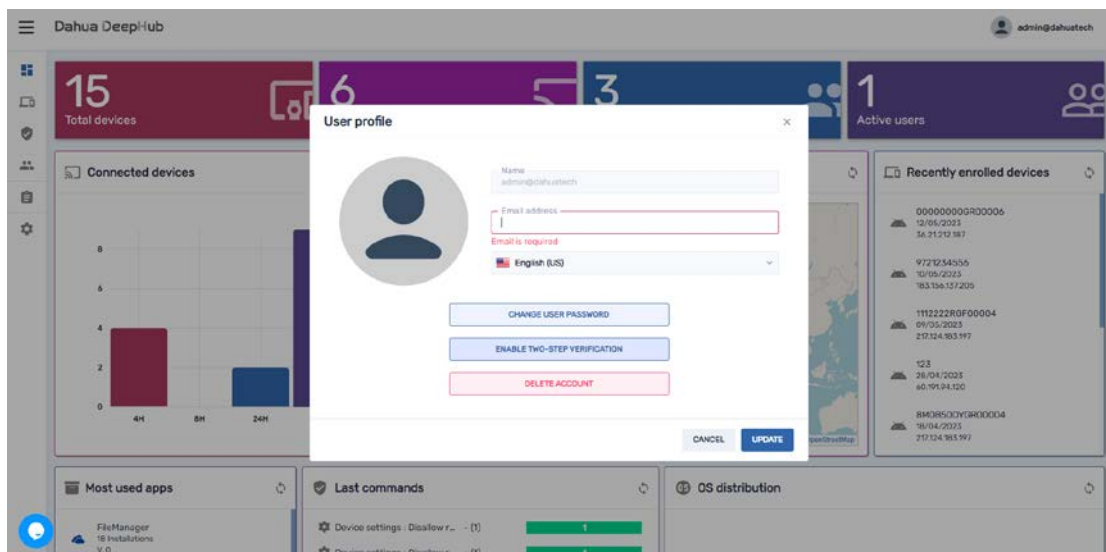 Dahua DeepHub
admin@dahuatech
15
Total devices
6
3
1
Active users
User profile
Connected devices
Recently enrolled devices
Name
admin@dahuatech
Email address
Email is required
English (US)
CHANGE USER PASSWORD
ENABLE TWO-STEP VERIFICATION
DELETE ACCOUNT
CANCEL
UPDATE
8
6
4
2
0
4H
8H
24H
00000000GR00006
12/05/2023
36.21.212.187
9721234556
10/05/2023
183.156.137.205
1112222RGF00004
09/05/2023
217.124.183.197
123
28/04/2023
60.191.94.120
18/04/2023
217.124.183.197
OpenStreetMap
Most used apps
Last commands
OS distribution
FileManager
18 Installations
Device settings : Disallow r... - (1)
1